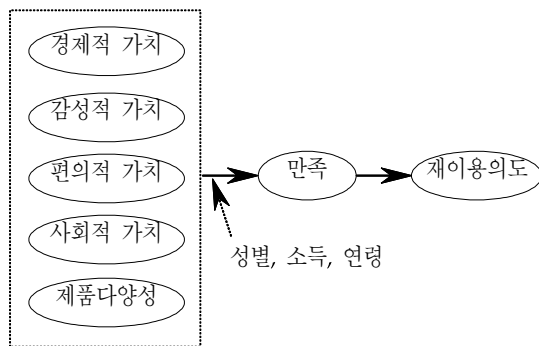 경제적 가치
감성적 가치
편의적 가치
만족
재이용의도
사회적 가치
성별, 소득, 연령
제품다양성